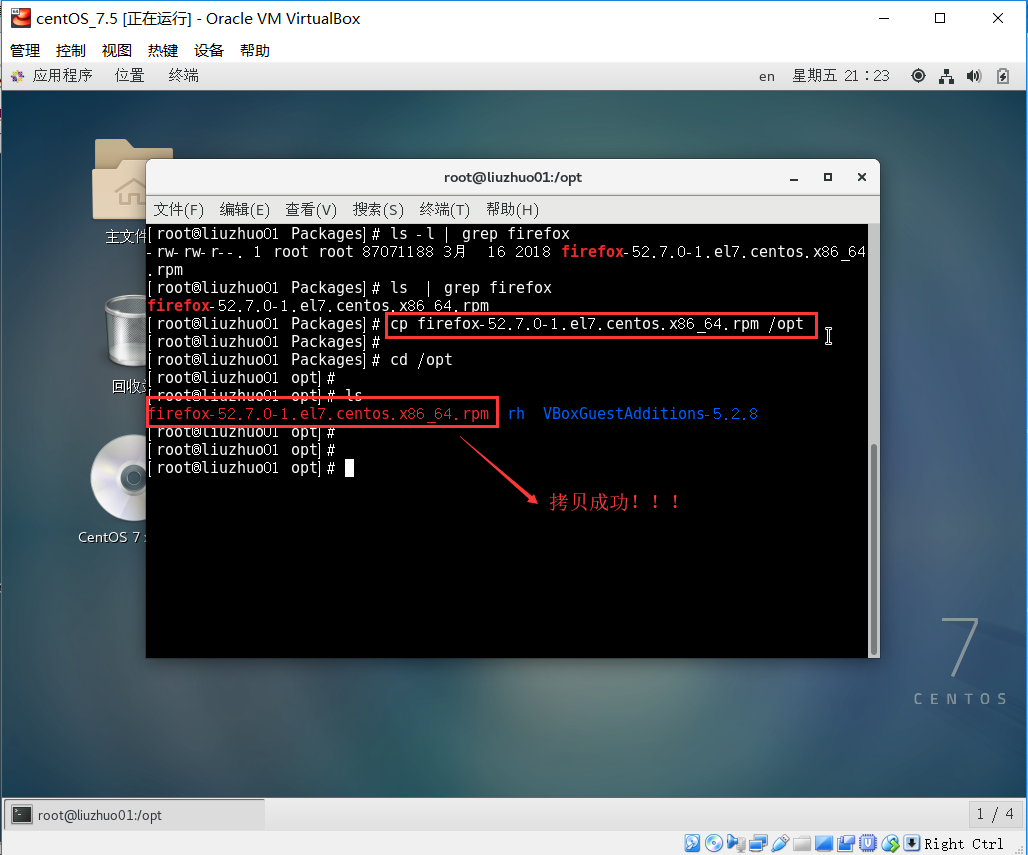 centOS_7.5 [正在运行] - Oracle VM VirtualBox
管理 控制 视图 热键 设备 帮助
应用程序 位置 终端 en 星期五 21：23
root@liuzhuo01:/opt
文件(F) 编辑(E) 查看(V) 搜索(S) 终端(T) 帮助(H)
主文件
回收站
CentOS 7
[root@liuzhuo01 Packages]# ls -l | grep firefox
-rw-rw-r--. 1 root root 87071188 3月 16 2018 firefox-52.7.0-1.el7.centos.x86_64
.rpm
[root@liuzhuo01 Packages]# ls | grep firefox
firefox-52.7.0-1.el7.centos.x86_64.rpm
[root@liuzhuo01 Packages]# cp firefox-52.7.0-1.el7.centos.x86_64.rpm /opt
[root@liuzhuo01 Packages]#
[root@liuzhuo01 Packages]# cd /opt
[root@liuzhuo01 opt]#
[root@liuzhuo01 opt]# ls
firefox-52.7.0-1.el7.centos.x86_64.rpm rh VBoxGuestAdditions-5.2.8
[root@liuzhuo01 opt]#
[root@liuzhuo01 opt]#
[root@liuzhuo01 opt]#
拷贝成功！！！
7
CENTOS
root@liuzhuo01:/opt
1 / 4
Right Ctrl